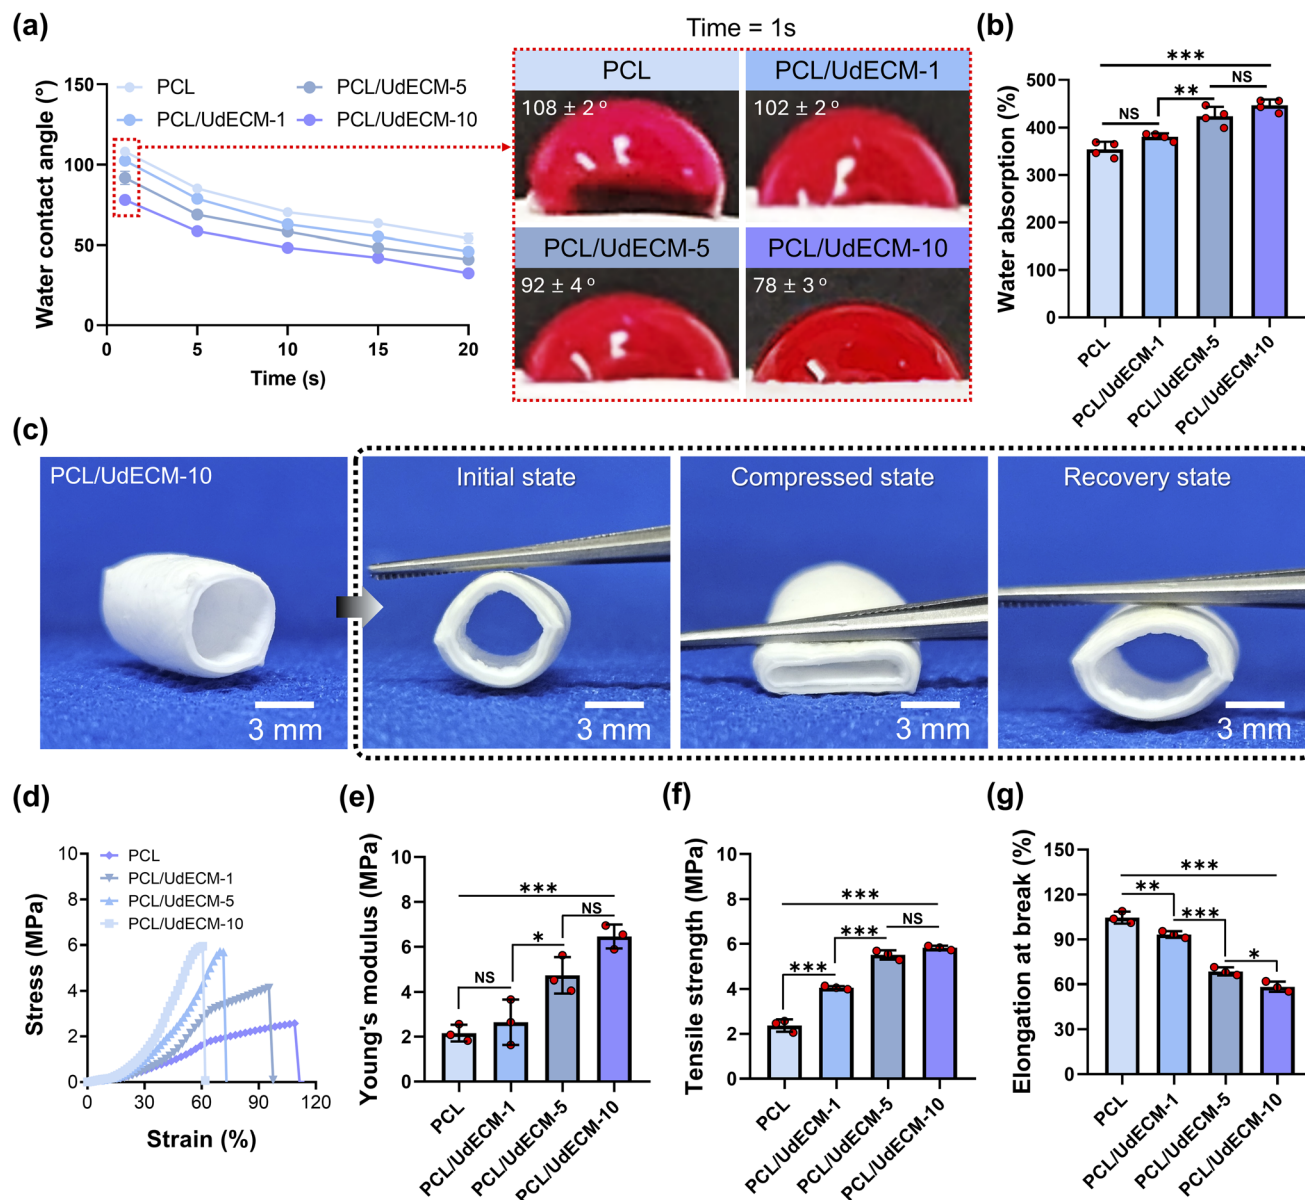 (a)
Time = 1s
Water contact angle (°)
150
100
50
0
0
5
10
15
20
Time (s)
PCL
PCL/UdECM-5
PCL/UdECM-1
PCL/UdECM-10
PCL
PCL/UdECM-1
108 ± 2 °
102 ± 2 °
PCL/UdECM-5
PCL/UdECM-10
92 ± 4 °
78 ± 3 °
(b)
Water absorption (%)
500
400
300
200
100
0
***
NS
**
NS
PCL
PCL/UdECM-1
PCL/UdECM-5
PCL/UdECM-10
(c)
PCL/UdECM-10
Initial state
Compressed state
Recovery state
3 mm
3 mm
3 mm
3 mm
(d)
Stress (MPa)
10
8
6
4
2
0
0
30
60
90
120
Strain (%)
PCL
PCL/UdECM-1
PCL/UdECM-5
PCL/UdECM-10
(e)
Young's modulus (MPa)
10
8
6
4
2
0
***
NS
*
NS
PCL
PCL/UdECM-1
PCL/UdECM-5
PCL/UdECM-10
(f)
Tensile strength (MPa)
10
8
6
4
2
0
***
NS
***
***
PCL
PCL/UdECM-1
PCL/UdECM-5
PCL/UdECM-10
(g)
Elongation at break (%)
150
120
90
60
30
0
***
**
***
*
PCL
PCL/UdECM-1
PCL/UdECM-5
PCL/UdECM-10